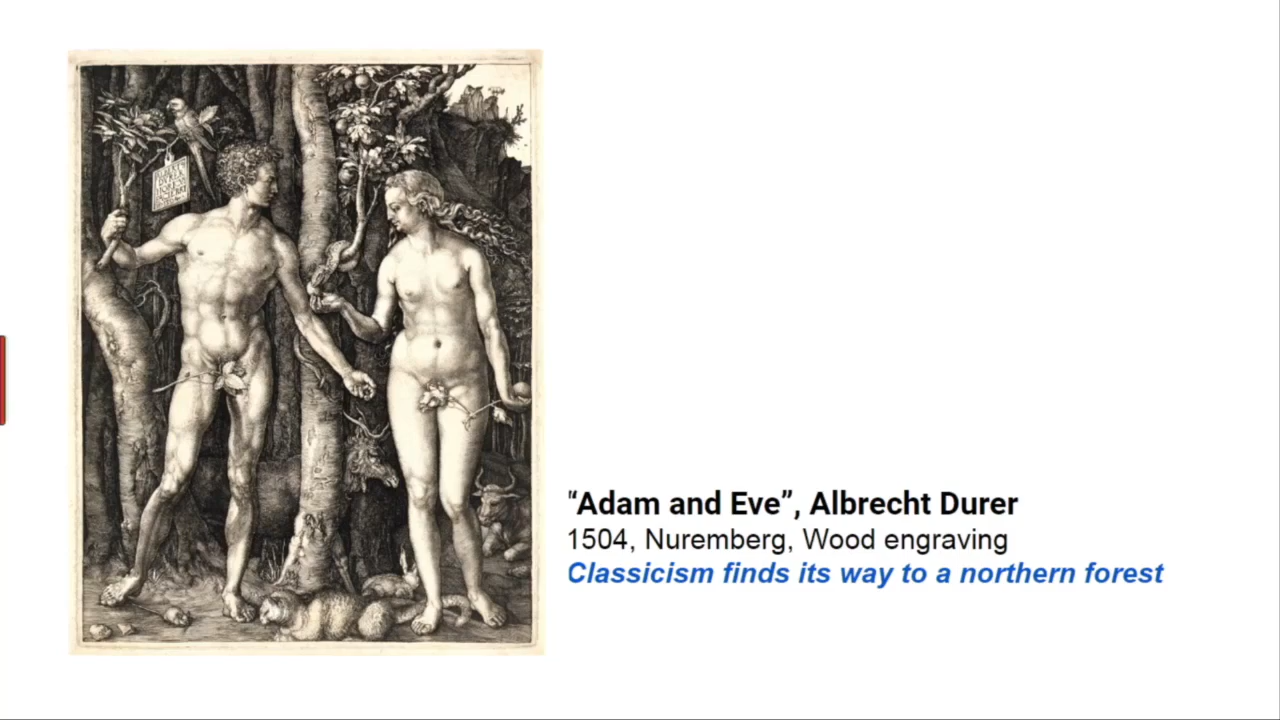 "Adam and Eve”, Albrecht Durer
1504, Nuremberg, Wood engraving
Classicism finds its way to a northern forest